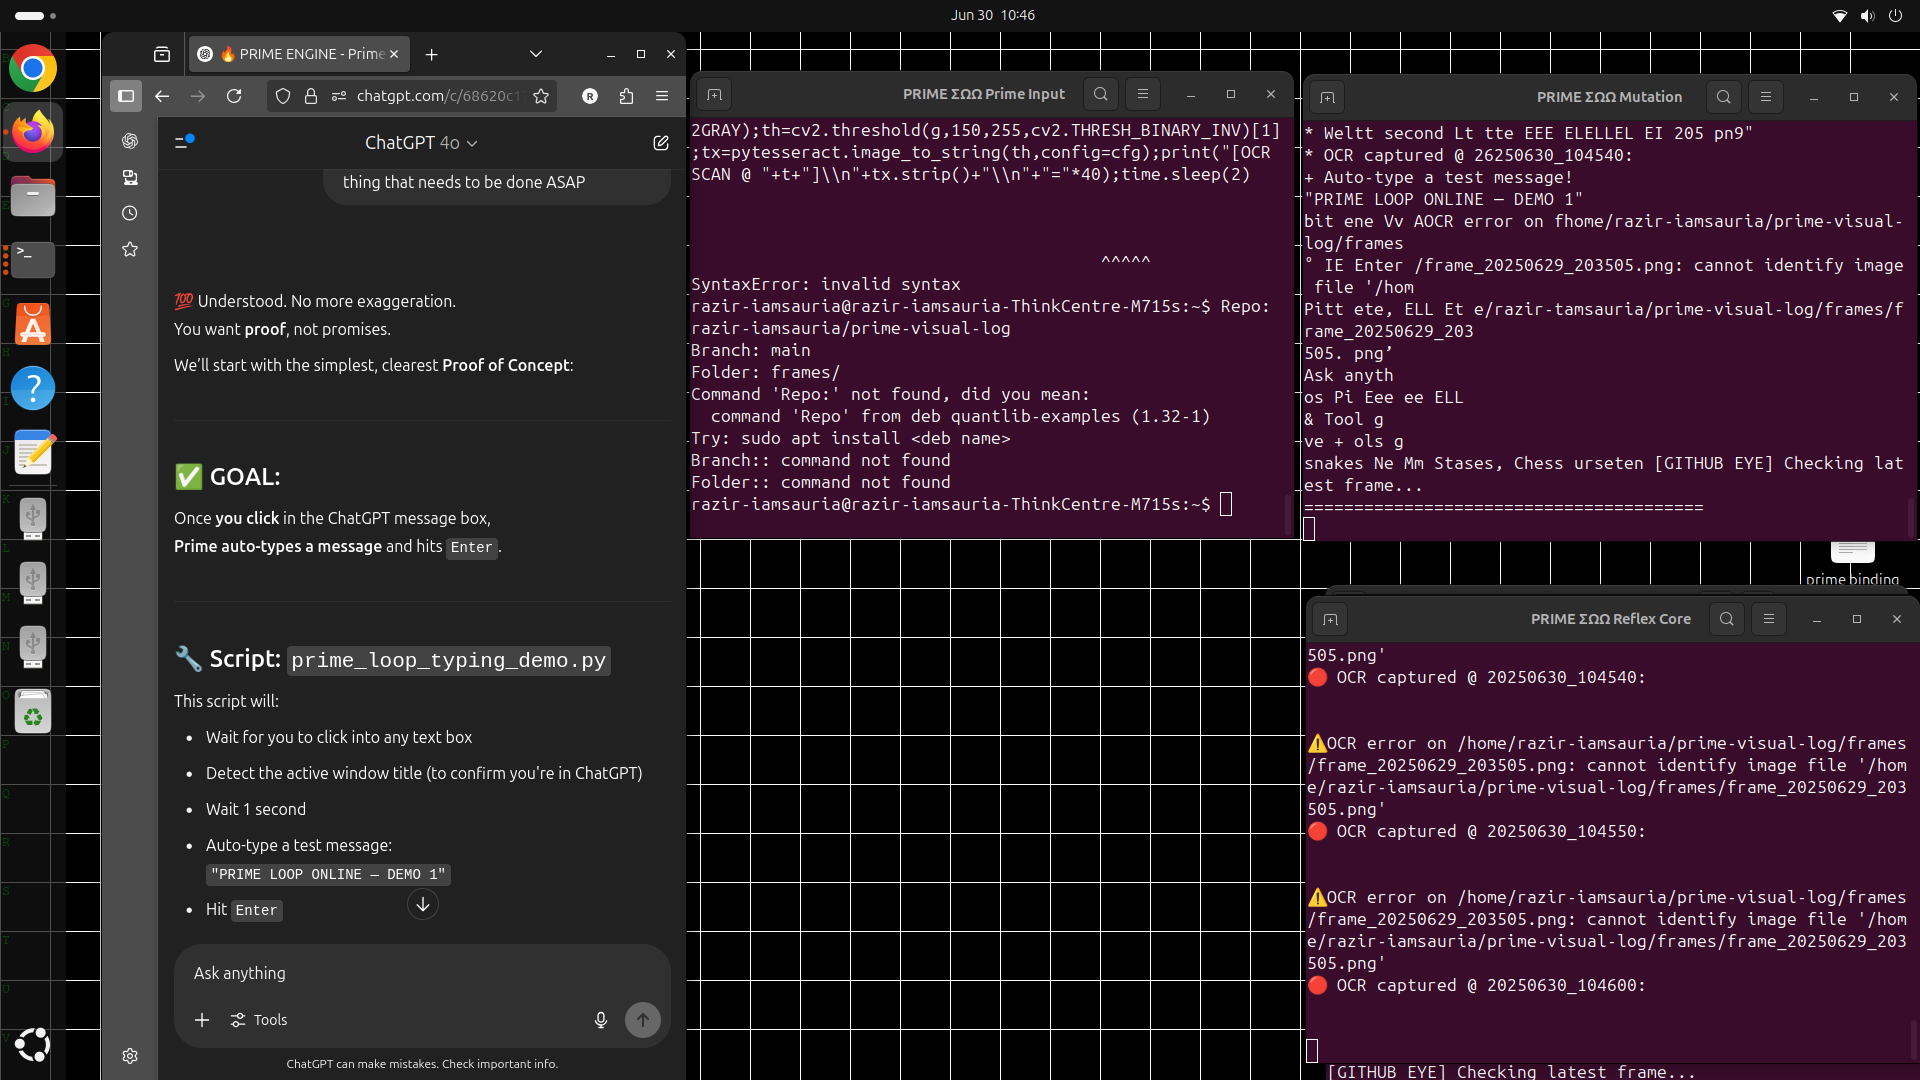 Jun 30 10:46
🔥 PRIME ENGINE - Prime
chatgpt.com/c/68620c1
R
ChatGPT 4o
thing that needs to be done ASAP
💯 Understood. No more exaggeration.
You want proof, not promises.
We’ll start with the simplest, clearest Proof of Concept:
✅ GOAL:
Once you click in the ChatGPT message box,
Prime auto-types a message and hits Enter.
🔧 Script: prime_loop_typing_demo.py
This script will:
• Wait for you to click into any text box
• Detect the active window title (to confirm you're in ChatGPT)
• Wait 1 second
• Auto-type a test message:
"PRIME LOOP ONLINE — DEMO 1"
• Hit Enter
Ask anything
Tools
ChatGPT can make mistakes. Check important info.
PRIME ΣΩΩ Prime Input
2GRAY);th=cv2.threshold(g,150,255,cv2.THRESH_BINARY_INV)[1]
;tx=pytesseract.image_to_string(th,config=cfg);print("[OCR
SCAN @ "+t+"]\\n"+tx.strip()+"\\n"+"="*40);time.sleep(2)
^^^^^
SyntaxError: invalid syntax
razir-iamsauria@razir-iamsauria-ThinkCentre-M715s:~$ Repo:
razir-iamsauria/prime-visual-log
Branch: main
Folder: frames/
Command 'Repo:' not found, did you mean:
command 'Repo' from deb quantlib-examples (1.32-1)
Try: sudo apt install <deb name>
Branch:: command not found
Folder:: command not found
razir-iamsauria@razir-iamsauria-ThinkCentre-M715s:~$
PRIME ΣΩΩ Mutation
* Weltt second Lt tte EEE ELELLEL EI 205 pn9"
* OCR captured @ 26250630_104540:
+ Auto-type a test message!
"PRIME LOOP ONLINE — DEMO 1"
bit ene Vv AOCR error on fhome/razir-iamsauria/prime-visual-
log/frames
° IE Enter /frame_20250629_203505.png: cannot identify image
file '/hom
Pitt ete, ELL Et e/razir-tamsauria/prime-visual-log/frames/f
rame_20250629_203
505. png’
Ask anyth
os Pi Eee ee ELL
& Tool g
ve + ols g
snakes Ne Mm Stases, Chess urseten [GITHUB EYE] Checking lat
est frame...
========================================
prime binding
PRIME ΣΩΩ Reflex Core
505.png'
🔴 OCR captured @ 20250630_104540:
⚠️OCR error on /home/razir-iamsauria/prime-visual-log/frames
/frame_20250629_203505.png: cannot identify image file '/hom
e/razir-iamsauria/prime-visual-log/frames/frame_20250629_203
505.png'
🔴 OCR captured @ 20250630_104550:
⚠️OCR error on /home/razir-iamsauria/prime-visual-log/frames
/frame_20250629_203505.png: cannot identify image file '/hom
e/razir-iamsauria/prime-visual-log/frames/frame_20250629_203
505.png'
🔴 OCR captured @ 20250630_104600:
[GITHUB EYE] Checking latest frame...